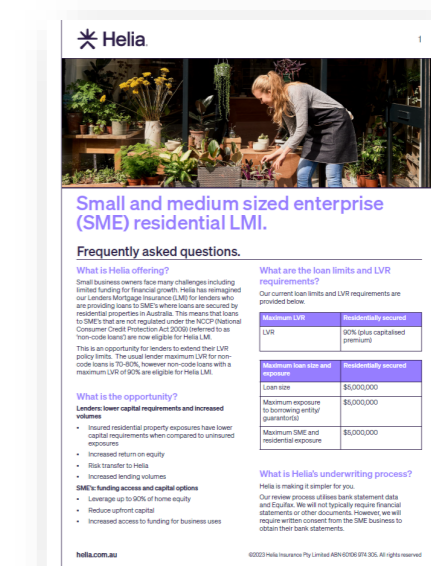 Helia
1
Small and medium sized enterprise
(SME) residential LMI.
Frequently asked questions.
What is Helia offering?
Small business owners face many challenges including
limited funding for financial growth. Helia has reimagined
our Lenders Mortgage Insurance (LMI) for lenders who
are providing loans to SME's where loans are secured by
residential properties in Australia. This means that loans
to SME's that are not regulated under the NCCP (National
Consumer Credit Protection Act 2009) (referred to as
'non-code loans') are now eligible for Helia LMI.
This is an opportunity for lenders to extend their LVR
policy limits. The usual lender maximum LVR for non-
code loans is 70-80%, however non-code loans with a
maximum LVR of 90% are eligible for Helia LMI.
What is the opportunity?
Lenders: lower capital requirements and increased
volumes
• Insured residential property exposures have lower
capital requirements when compared to uninsured
exposures
• Increased return on equity
• Risk transfer to Helia
• Increased lending volumes
SME's: funding access and capital options
• Leverage up to 90% of home equity
• Reduce upfront capital
• Increased access to funding for business uses
What are the loan limits and LVR
requirements?
Our current loan limits and LVR requirements are
provided below.
Maximum LVR Residentially secured
LVR 90% (plus capitalised
premium)
Maximum loan size and
exposure Residentially secured
Loan size $5,000,000
Maximum exposure
to borrowing entity/
guarantor(s) $5,000,000
Maximum SME and
residential exposure $5,000,000
What is Helia's underwriting process?
Helia is making it simpler for you.
Our review process utilises bank statement data
and Equifax. We will not typically require financial
statements or other documents. However, we will
require written consent from the SME business to
obtain their bank statements.
helia.com.au
©2023 Helia Insurance Pty Limited ABN 60 106 974 305. All rights reserved